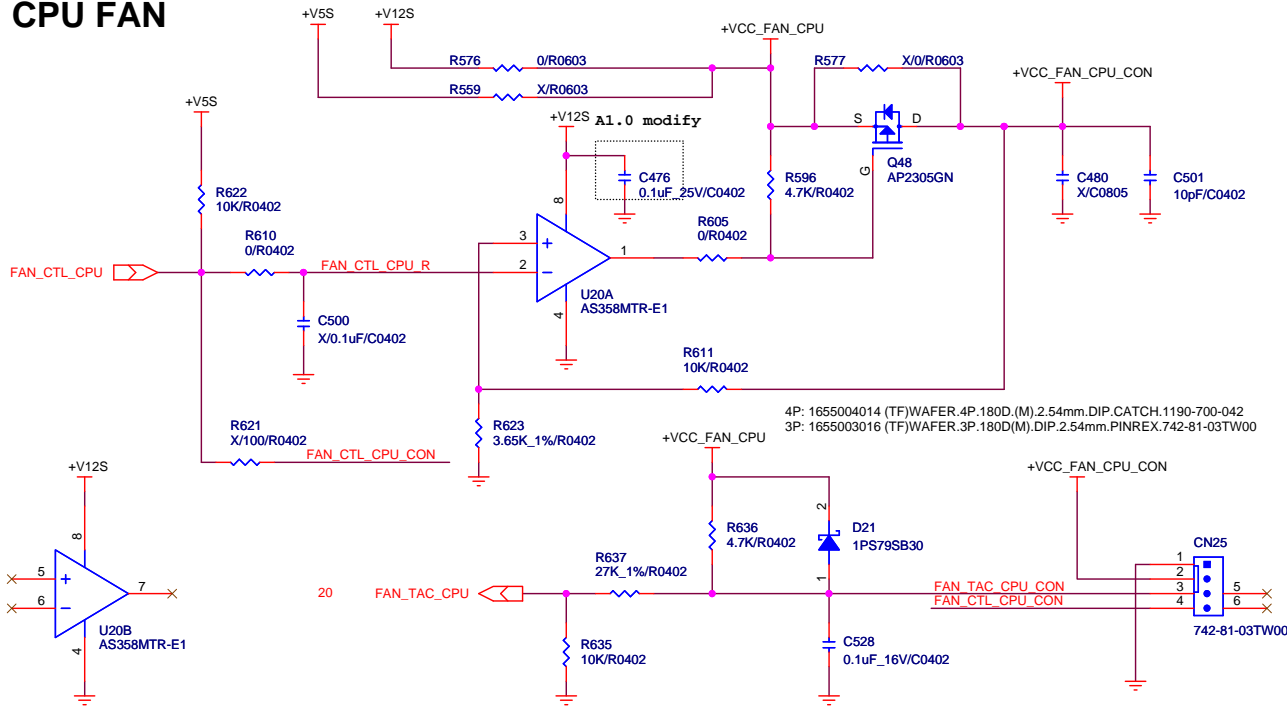 CPU FAN
+V5S
+V12S
+VCC_FAN_CPU
R576
0/R0603
R577
X/0/R0603
+VCC_FAN_CPU_CON
R559
X/R0603
+V5S
+V12S
A1.0 modify
S
D
G
Q48
AP2305GN
C476
0.1uF_25V/C0402
R596
4.7K/R0402
C480
X/C0805
C501
10pF/C0402
R622
10K/R0402
8
R610
0/R0402
R605
0/R0402
3
+
1
FAN_CTL_CPU
FAN_CTL_CPU_R
2
−
U20A
AS358MTR-E1
4
C500
X/0.1uF/C0402
R611
10K/R0402
4P: 1655004014 (TF)WAFER.4P.180D.(M).2.54mm.DIP.CATCH.1190-700-042
3P: 1655003016 (TF)WAFER.3P.180D(M).DIP.2.54mm.PINREX.742-81-03TW00
R621
X/100/R0402
R623
3.65K_1%/R0402
FAN_CTL_CPU_CON
+VCC_FAN_CPU
+V12S
+VCC_FAN_CPU_CON
8
5
+
7
6
−
U20B
AS358MTR-E1
4
R636
4.7K/R0402
2
D21
1PS79SB30
1
R637
27K_1%/R0402
CN25
1
2
3
4
5
6
742-81-03TW00
20
FAN_TAC_CPU
FAN_TAC_CPU_CON
FAN_CTL_CPU_CON
R635
10K/R0402
C528
0.1uF_16V/C0402